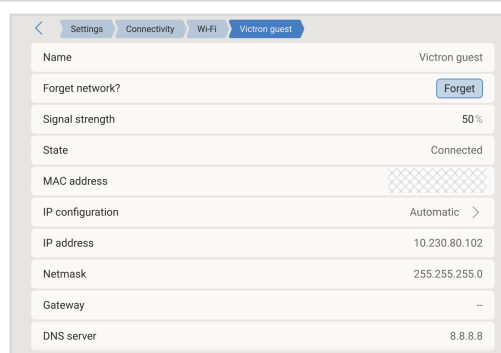 Settings Connectivity Wi-Fi Victron guest
Name Victron guest
Forget network? Forget
Signal strength 50%
State Connected
MAC address
IP configuration Automatic
IP address 10.230.80.102
Netmask 255.255.255.0
Gateway --
DNS server 8.8.8.8